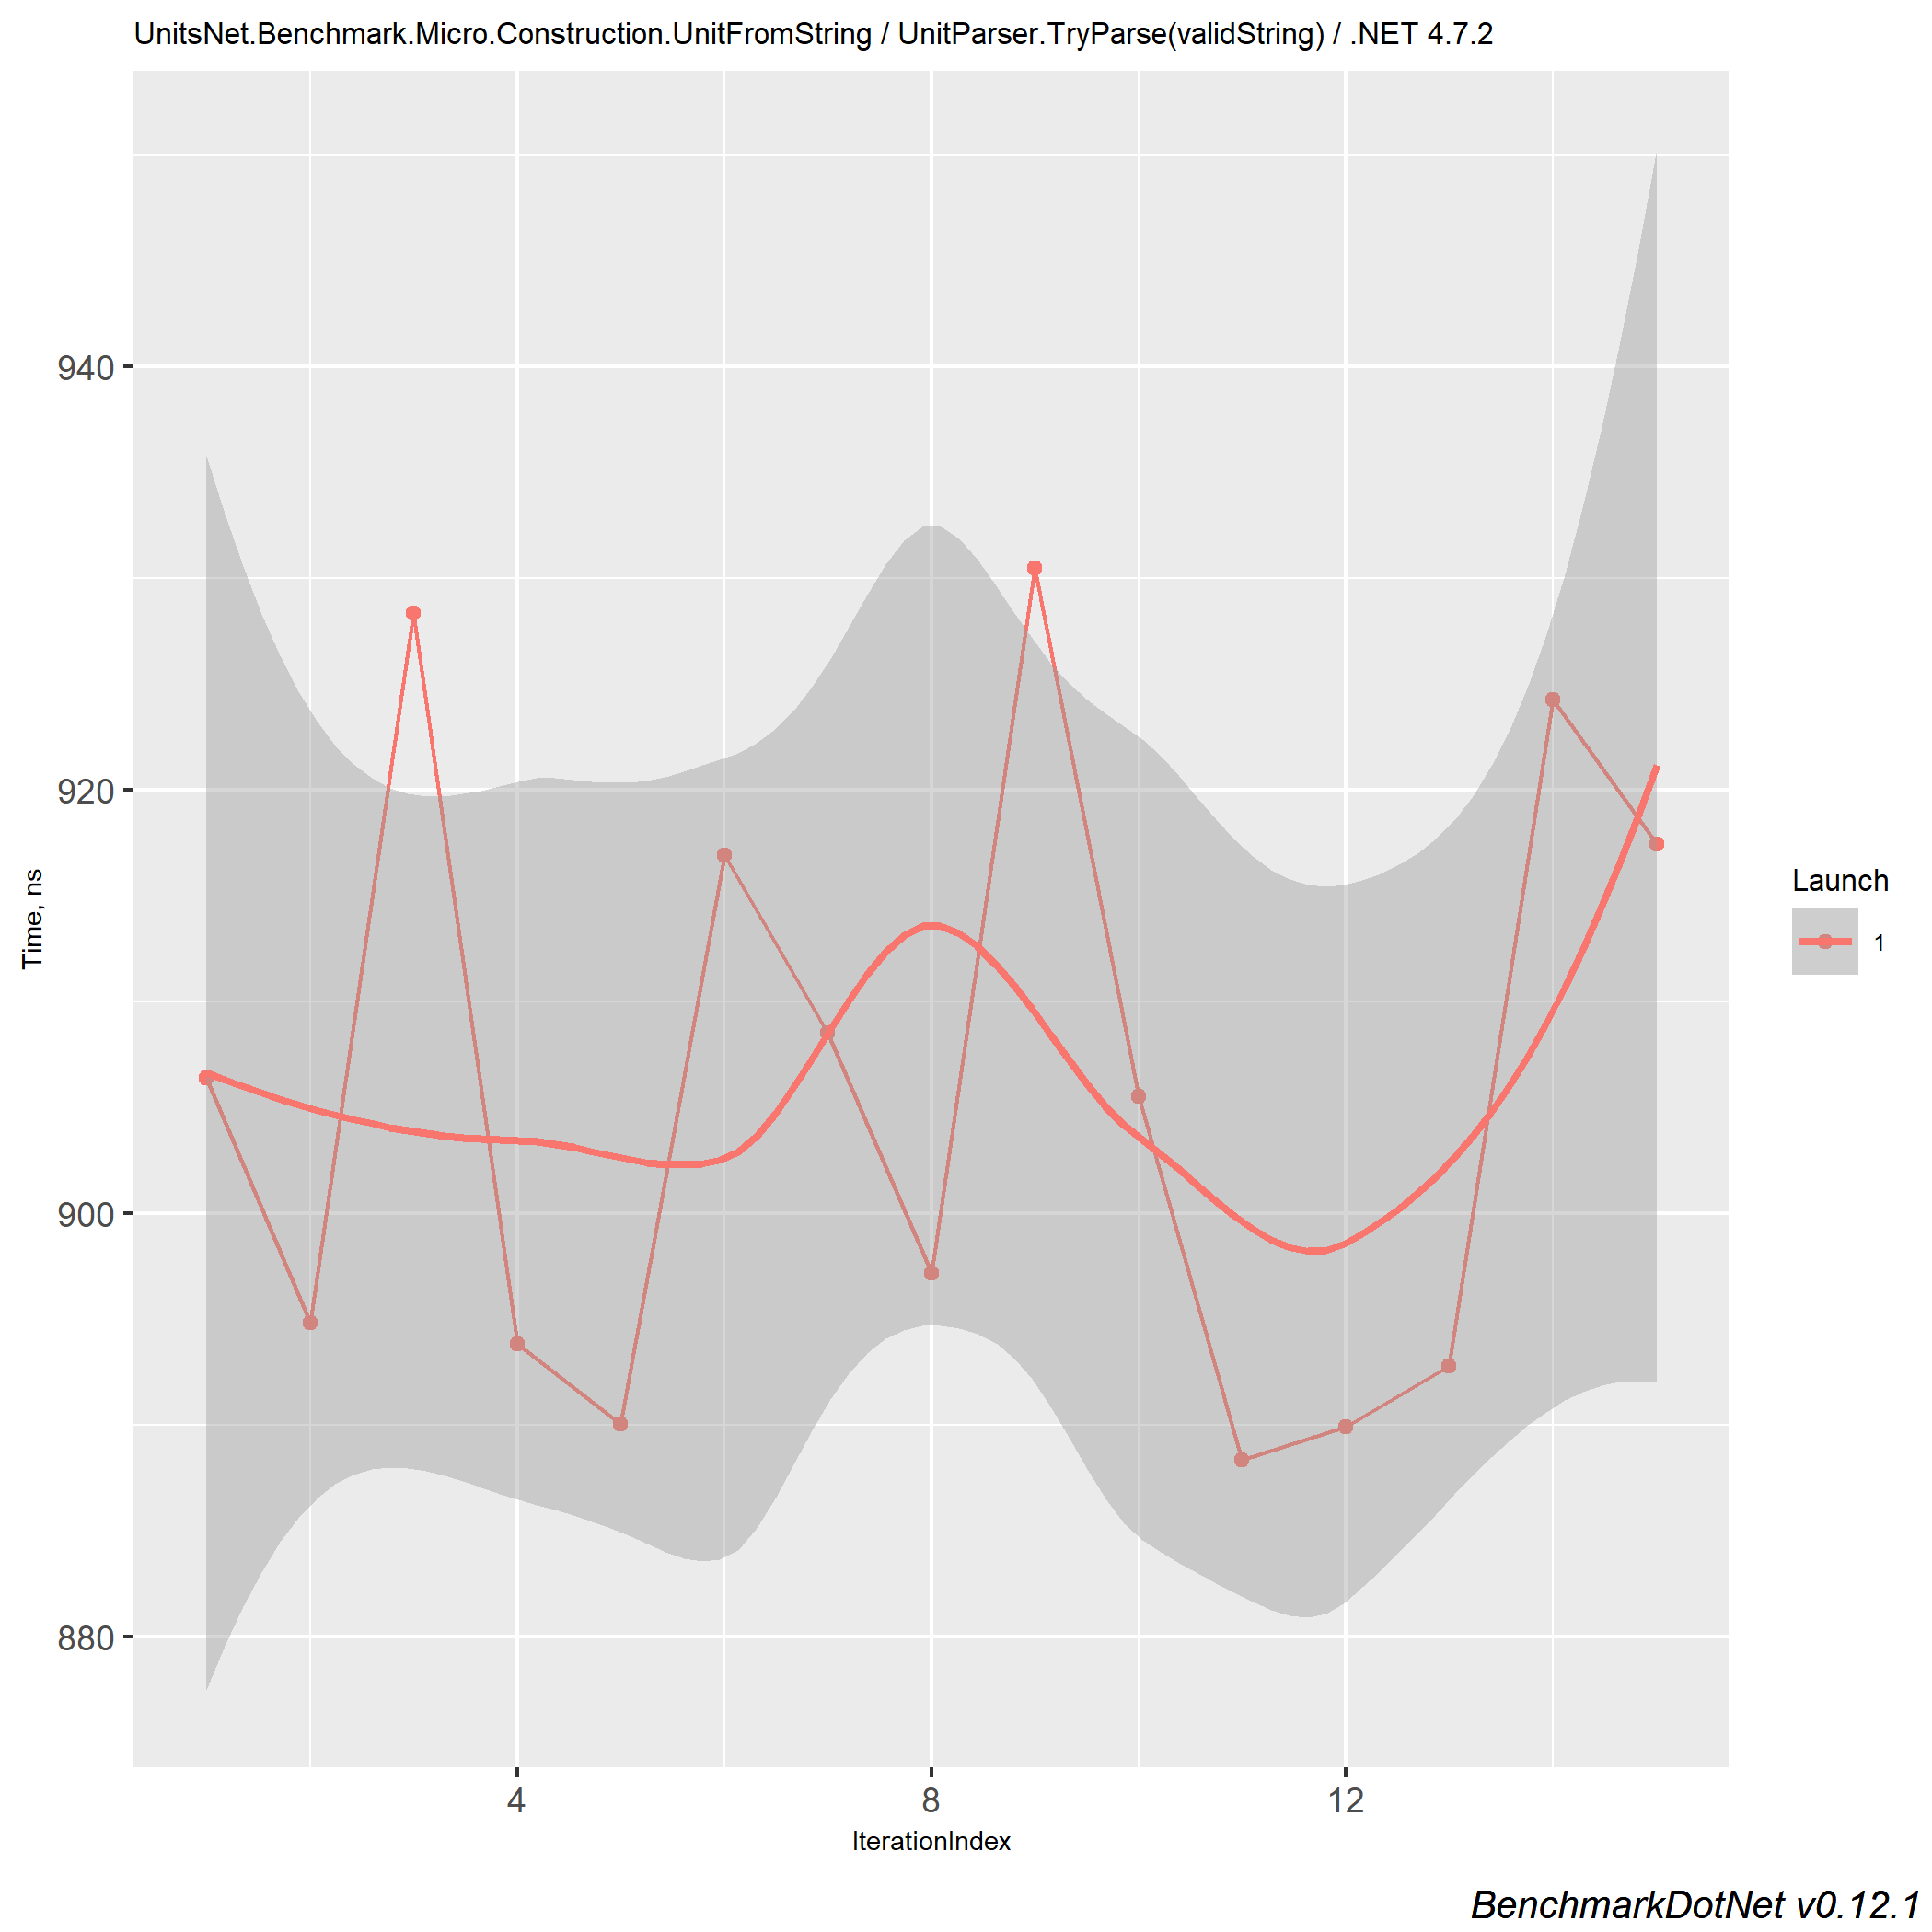 UnitsNet.Benchmark.Micro.Construction.UnitFromString / UnitParser.TryParse(validString) / .NET 4.7.2
940
920
900
880
Time, ns
4 8 12
IterationIndex
Launch
1
BenchmarkDotNet v0.12.1